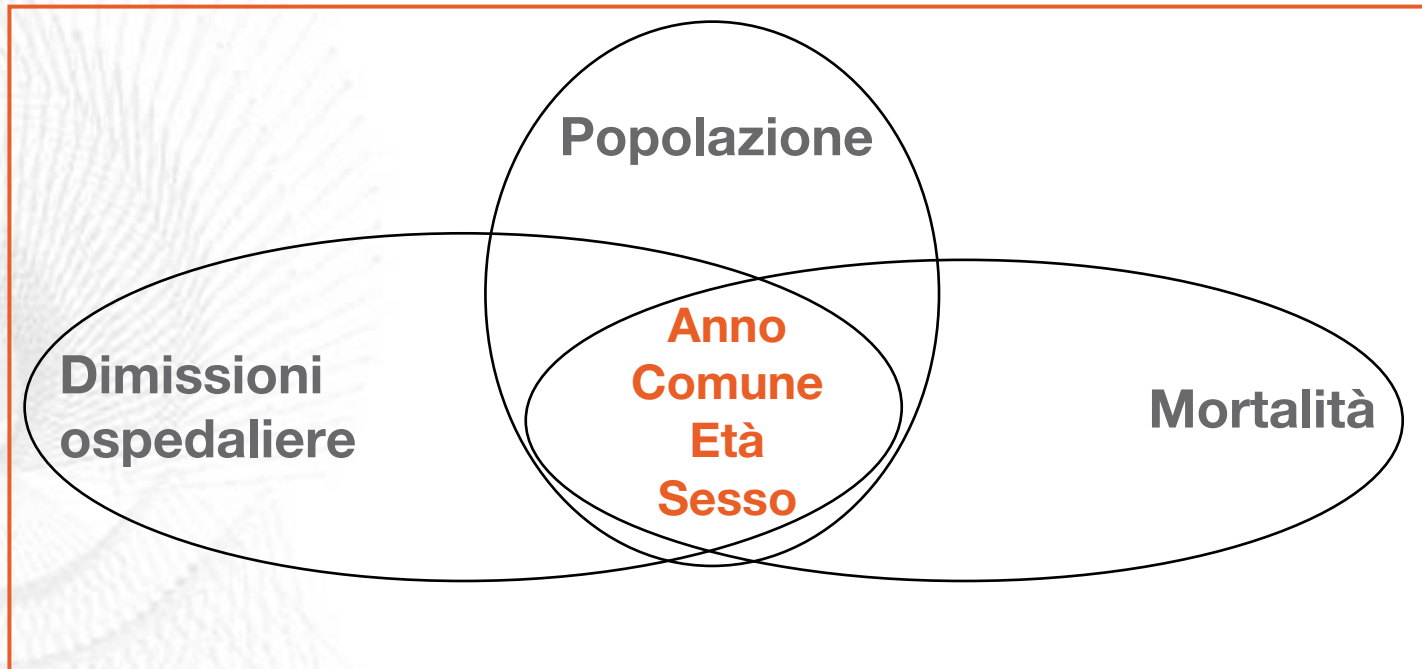 Popolazione
Anno
Comune
Età
Sesso
Dimissioni
ospedaliere
Mortalità